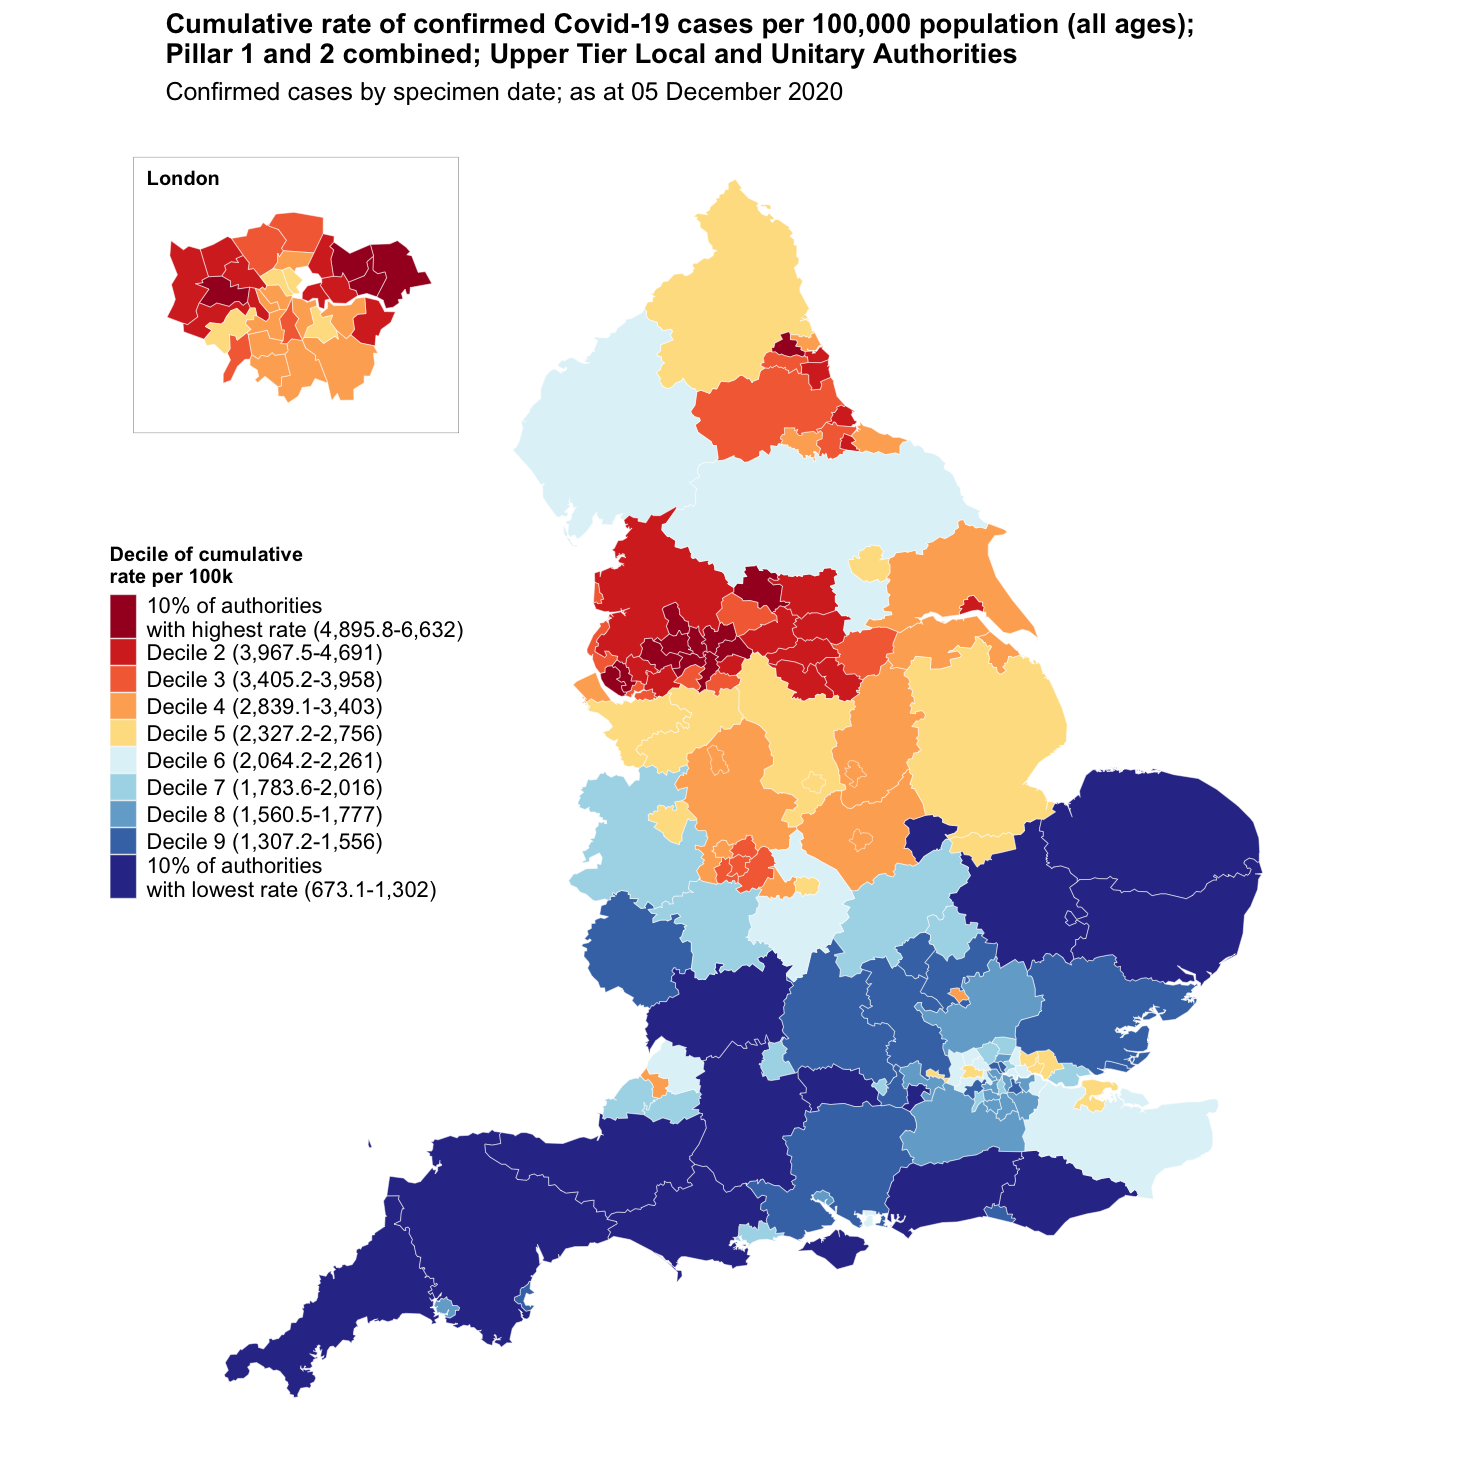 Cumulative rate of confirmed Covid-19 cases per 100,000 population (all ages);
Pillar 1 and 2 combined; Upper Tier Local and Unitary Authorities
Confirmed cases by specimen date; as at 05 December 2020
London
Decile of cumulative
rate per 100k
10% of authorities
with highest rate (4,895.8-6,632)
Decile 2 (3,967.5-4,691)
Decile 3 (3,405.2-3,958)
Decile 4 (2,839.1-3,403)
Decile 5 (2,327.2-2,756)
Decile 6 (2,064.2-2,261)
Decile 7 (1,783.6-2,016)
Decile 8 (1,560.5-1,777)
Decile 9 (1,307.2-1,556)
10% of authorities
with lowest rate (673.1-1,302)